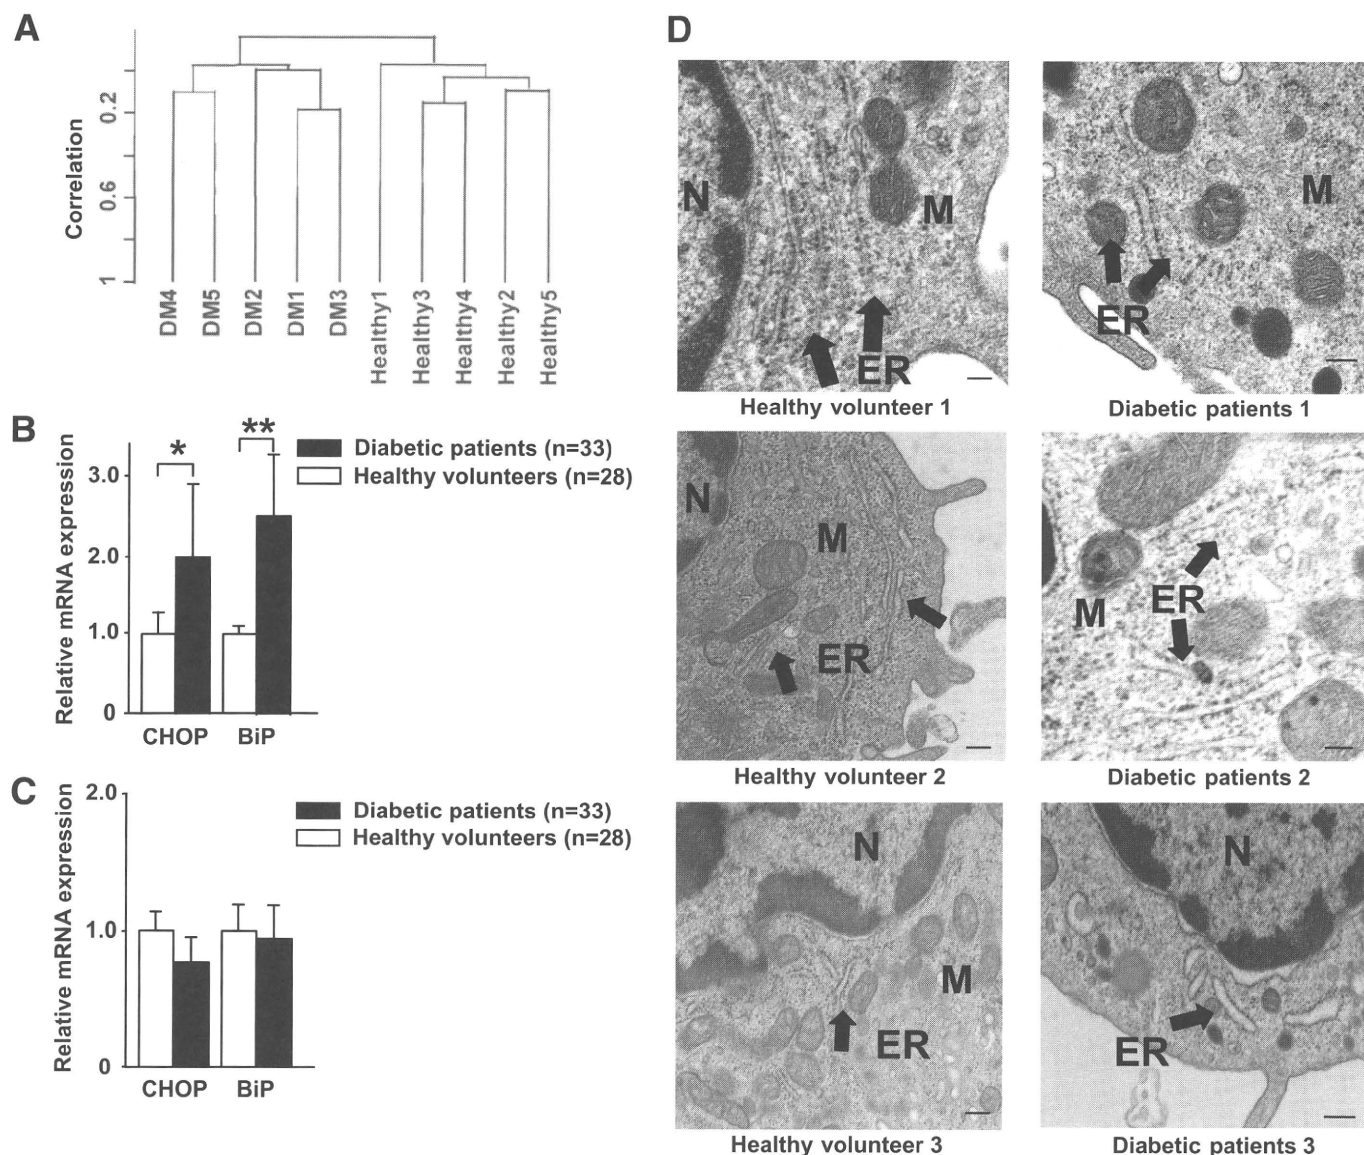 A
Correlation
0.2
0.6
1
DM4
DM5
DM2
DM1
DM3
Healthy1
Healthy3
Healthy4
Healthy2
Healthy5
B
Relative mRNA expression
3.0
2.0
1.0
0
*
**
Diabetic patients (n=33)
Healthy volunteers (n=28)
CHOP
BiP
C
Relative mRNA expression
2.0
1.0
0
Diabetic patients (n=33)
Healthy volunteers (n=28)
CHOP
BiP
D
N
M
ER
Healthy volunteer 1
M
ER
Diabetic patients 1
N
M
ER
Healthy volunteer 2
ER
M
Diabetic patients 2
N
M
ER
Healthy volunteer 3
N
ER
Diabetic patients 3